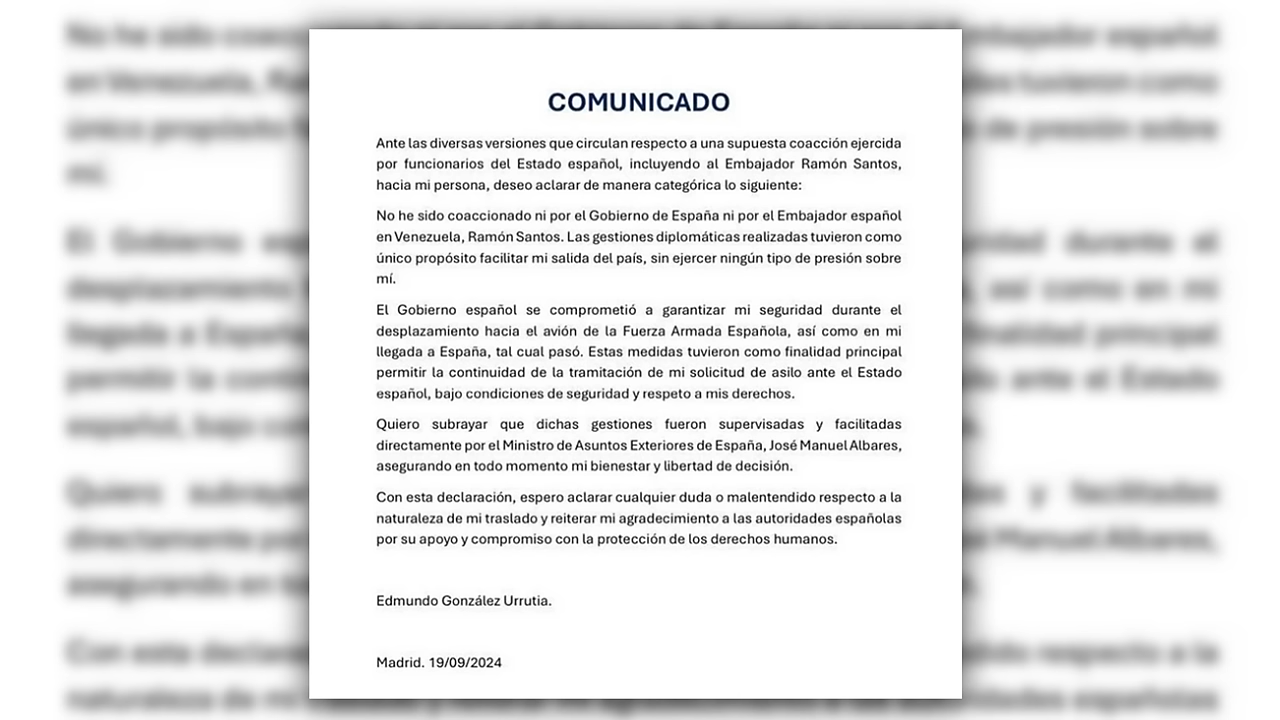 COMUNICADO
Ante las diversas versiones que circulan respecto a una supuesta coacción ejercida
por funcionarios del Estado español, incluyendo al Embajador Ramón Santos,
hacia mi persona, deseo aclarar de manera categórica lo siguiente:
No he sido coaccionado ni por el Gobierno de España ni por el Embajador español
en Venezuela, Ramón Santos. Las gestiones diplomáticas realizadas tuvieron como
único propósito facilitar mi salida del país, sin ejercer ningún tipo de presión sobre
mí.
El Gobierno español se comprometió a garantizar mi seguridad durante el
desplazamiento hacia el avión de la Fuerza Armada Española, así como en mi
llegada a España, tal cual pasó. Estas medidas tuvieron como finalidad principal
permitir la continuidad de la tramitación de mi solicitud de asilo ante el Estado
español, bajo condiciones de seguridad y respeto a mis derechos.
Quiero subrayar que dichas gestiones fueron supervisadas y facilitadas
directamente por el Ministro de Asuntos Exteriores de España, José Manuel Albares,
asegurando en todo momento mi bienestar y libertad de decisión.
Con esta declaración, espero aclarar cualquier duda o malentendido respecto a la
naturaleza de mi traslado y reiterar mi agradecimiento a las autoridades españolas
por su apoyo y compromiso con la protección de los derechos humanos.
Edmundo González Urrutia.
Madrid. 19/09/2024